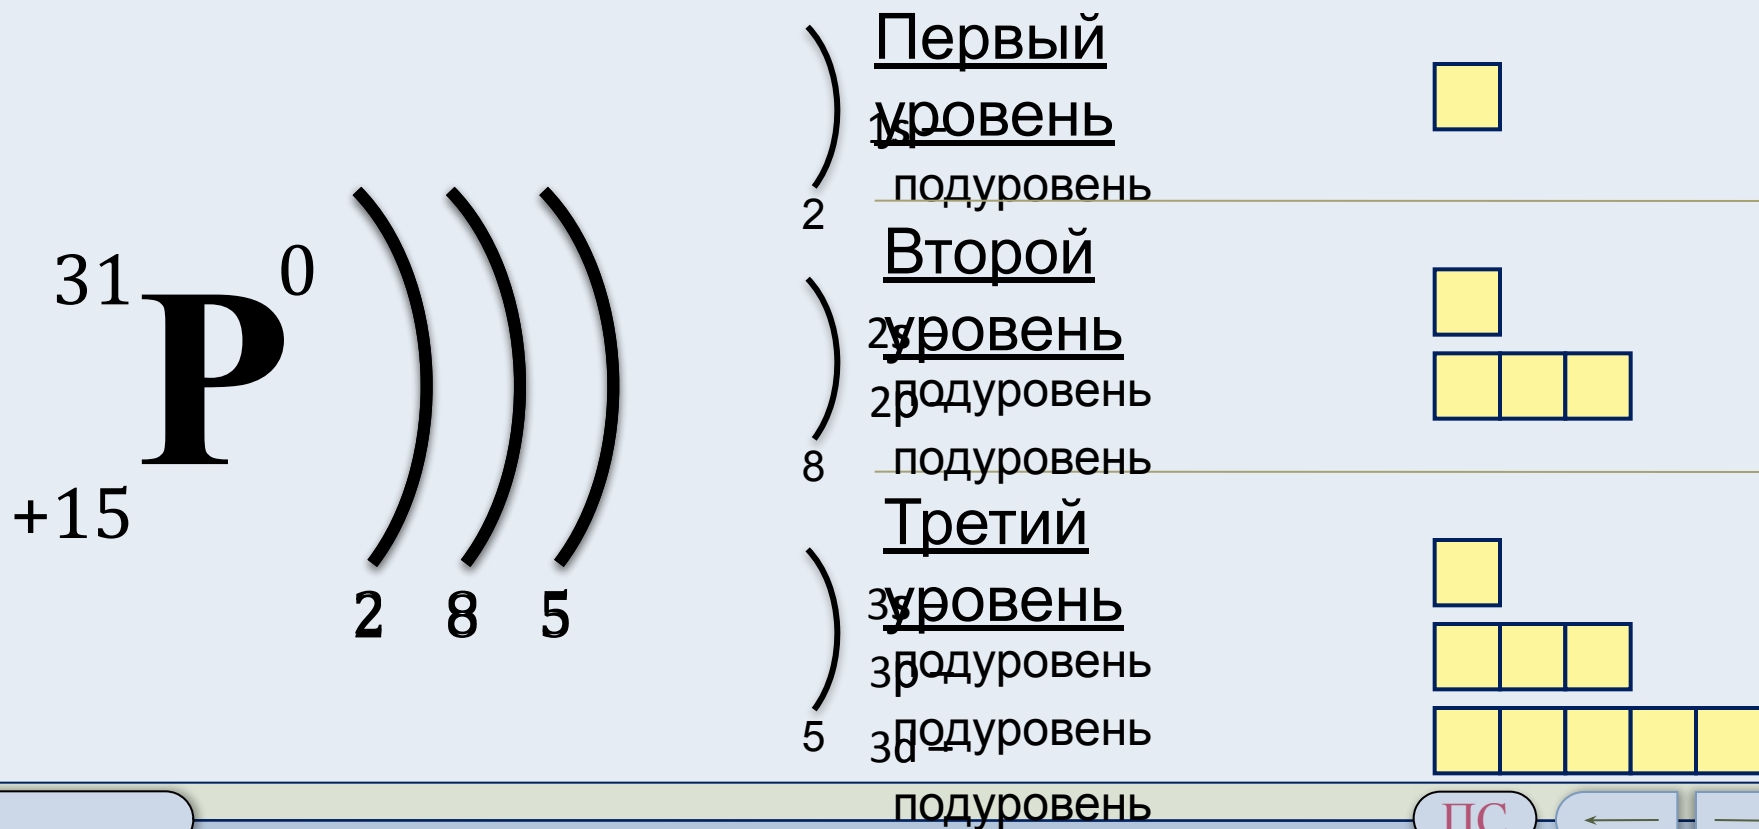 31
P
0
+15
2 8 5
Первый
уровень
1s –
подуровень
2
Второй
уровень
2s –
подуровень
2p –
подуровень
8
Третий
уровень
3s –
подуровень
3p –
подуровень
3d –
подуровень
5
ПС